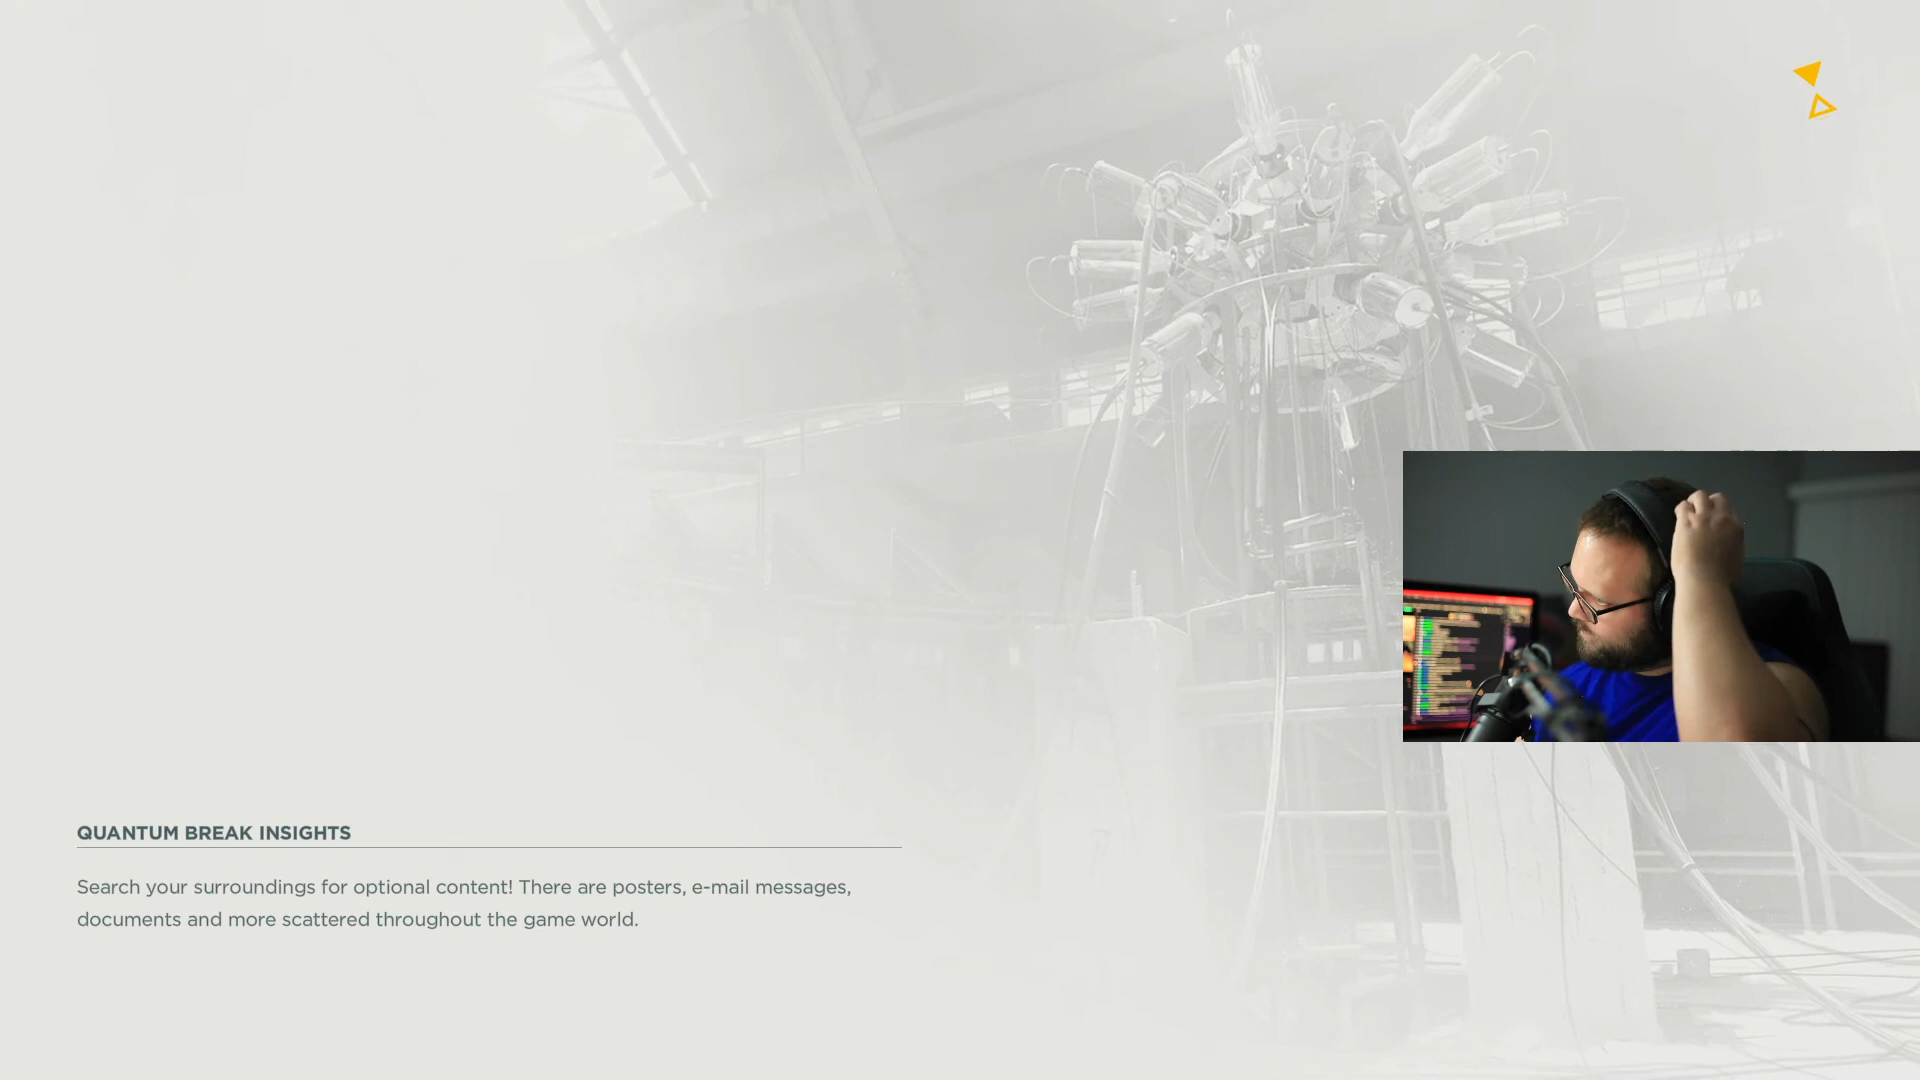 QUANTUM BREAK INSIGHTS
Search your surroundings for optional content! There are posters, e-mail messages,
documents and more scattered throughout the game world.